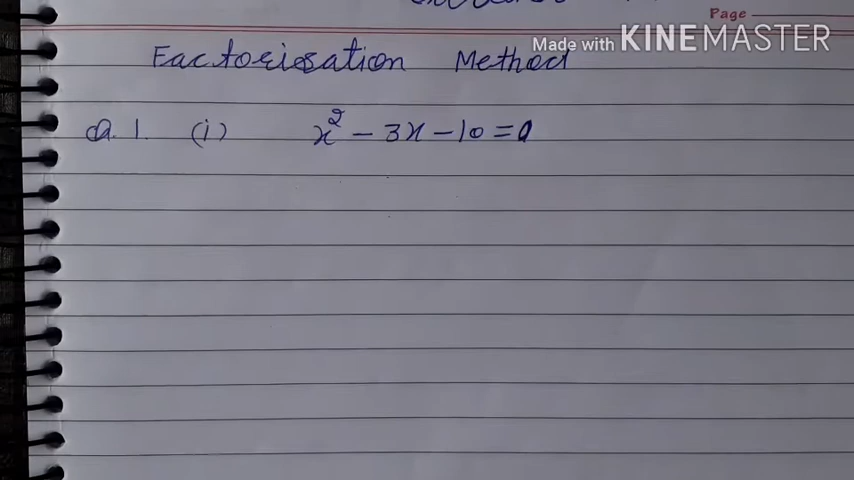 Page
Made with KINEMASTER
Factorisation Method
Q. 1. (i) x² - 3x - 10 = 0